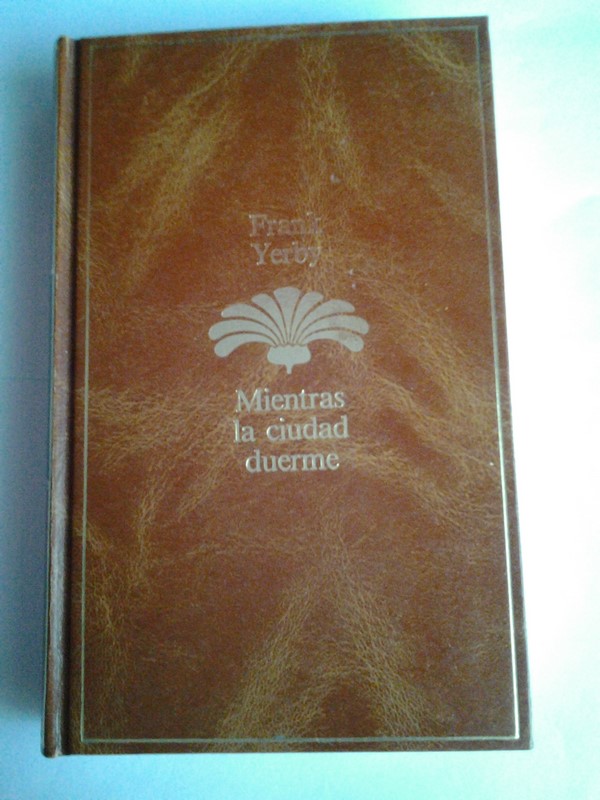 Frank
Yerby
Mientras
la ciudad
duerme